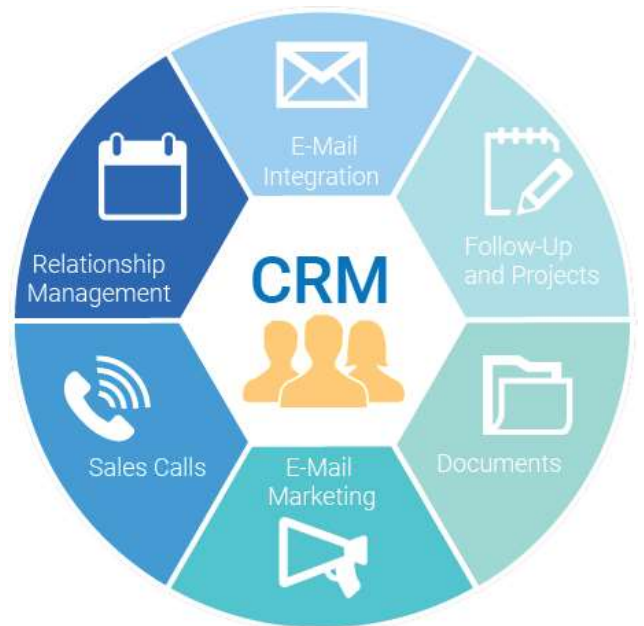 E-Mail
Integration
Follow-Up
and Projects
Documents
E-Mail
Marketing
Sales Calls
Relationship
Management
CRM